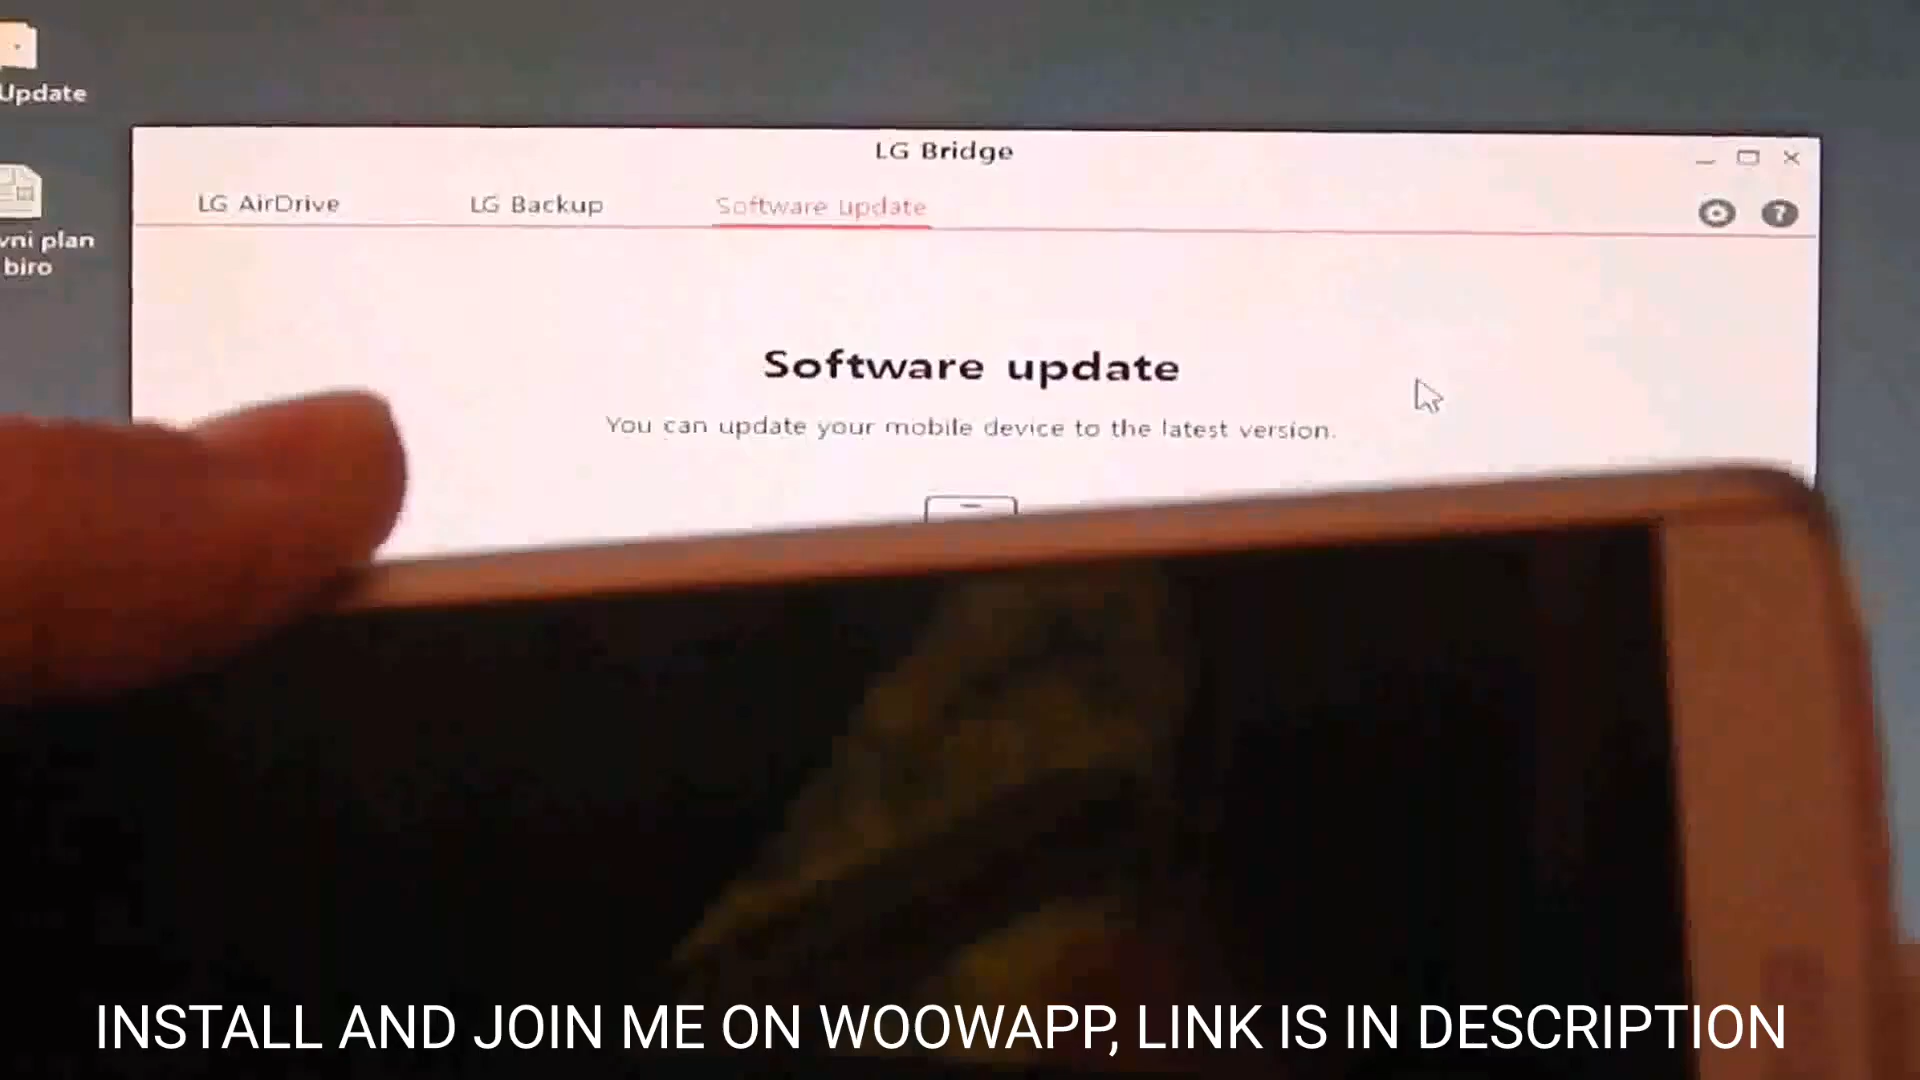 Update
vni plan
biro
LG Bridge
LG AirDrive
LG Backup
Software update
Software update
You can update your mobile device to the latest version.
INSTALL AND JOIN ME ON WOOWAPP, LINK IS IN DESCRIPTION